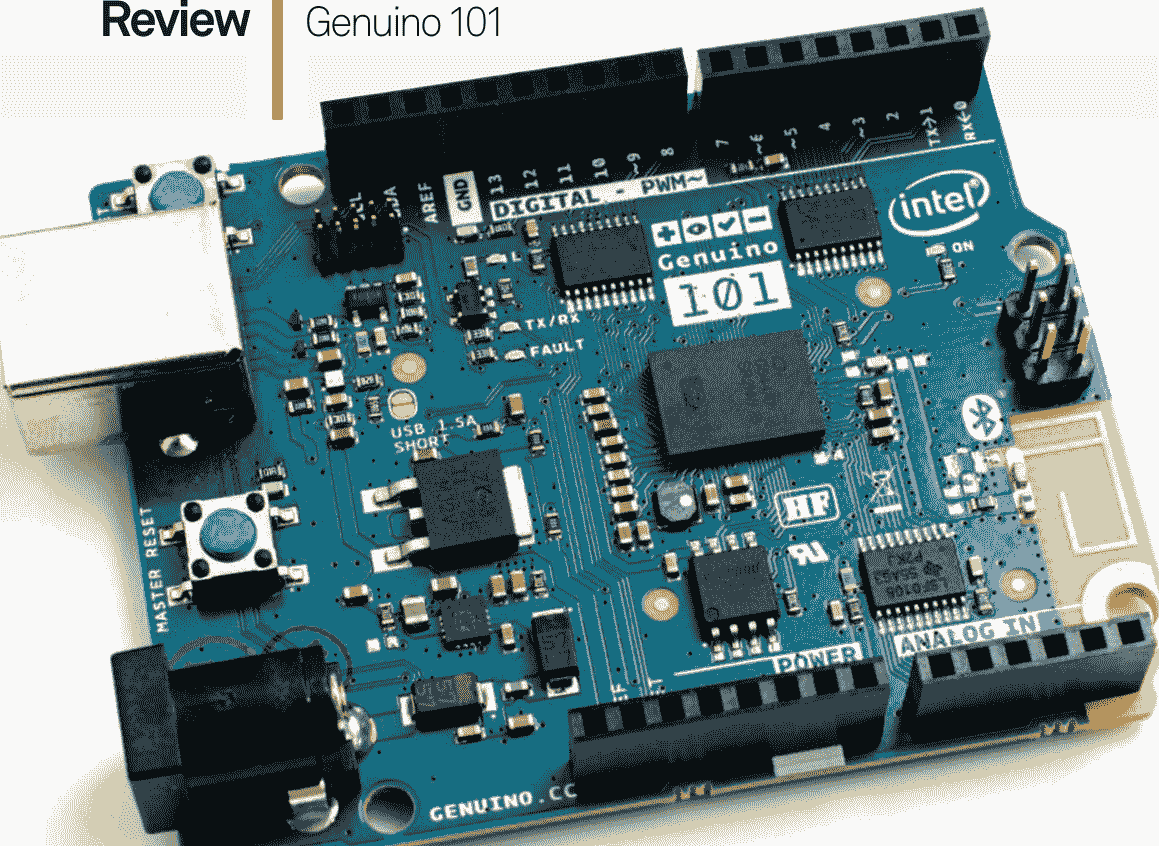 Review
Genuino 101
RX←0
TX→1
2
~3
4
~5
~6
7
8
~9
10
11
12
13
GND
AREF
DIGITAL - PWM~
intel
ON
Genuino
101
L
TX/RX
FAULT
USB 1.5A
SHORT
MASTER RESET
HF
POWER
ANALOG IN
GENUINO.CC